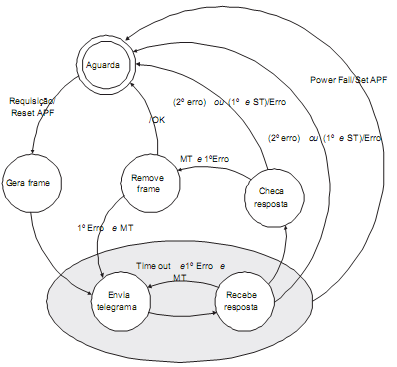 Aguarda
Power Fail/Set APF
Requisição/
Reset APF
(2º erro) ou (1º e ST)/Erro
/OK
(2º erro) ou (1º e ST)/Erro
MT e 1ºErro
Gera frame
Remove
frame
Checa
resposta
1º Erro e MT
Time out e1º Erro e
MT
Envia
telegrama
Recebe
resposta